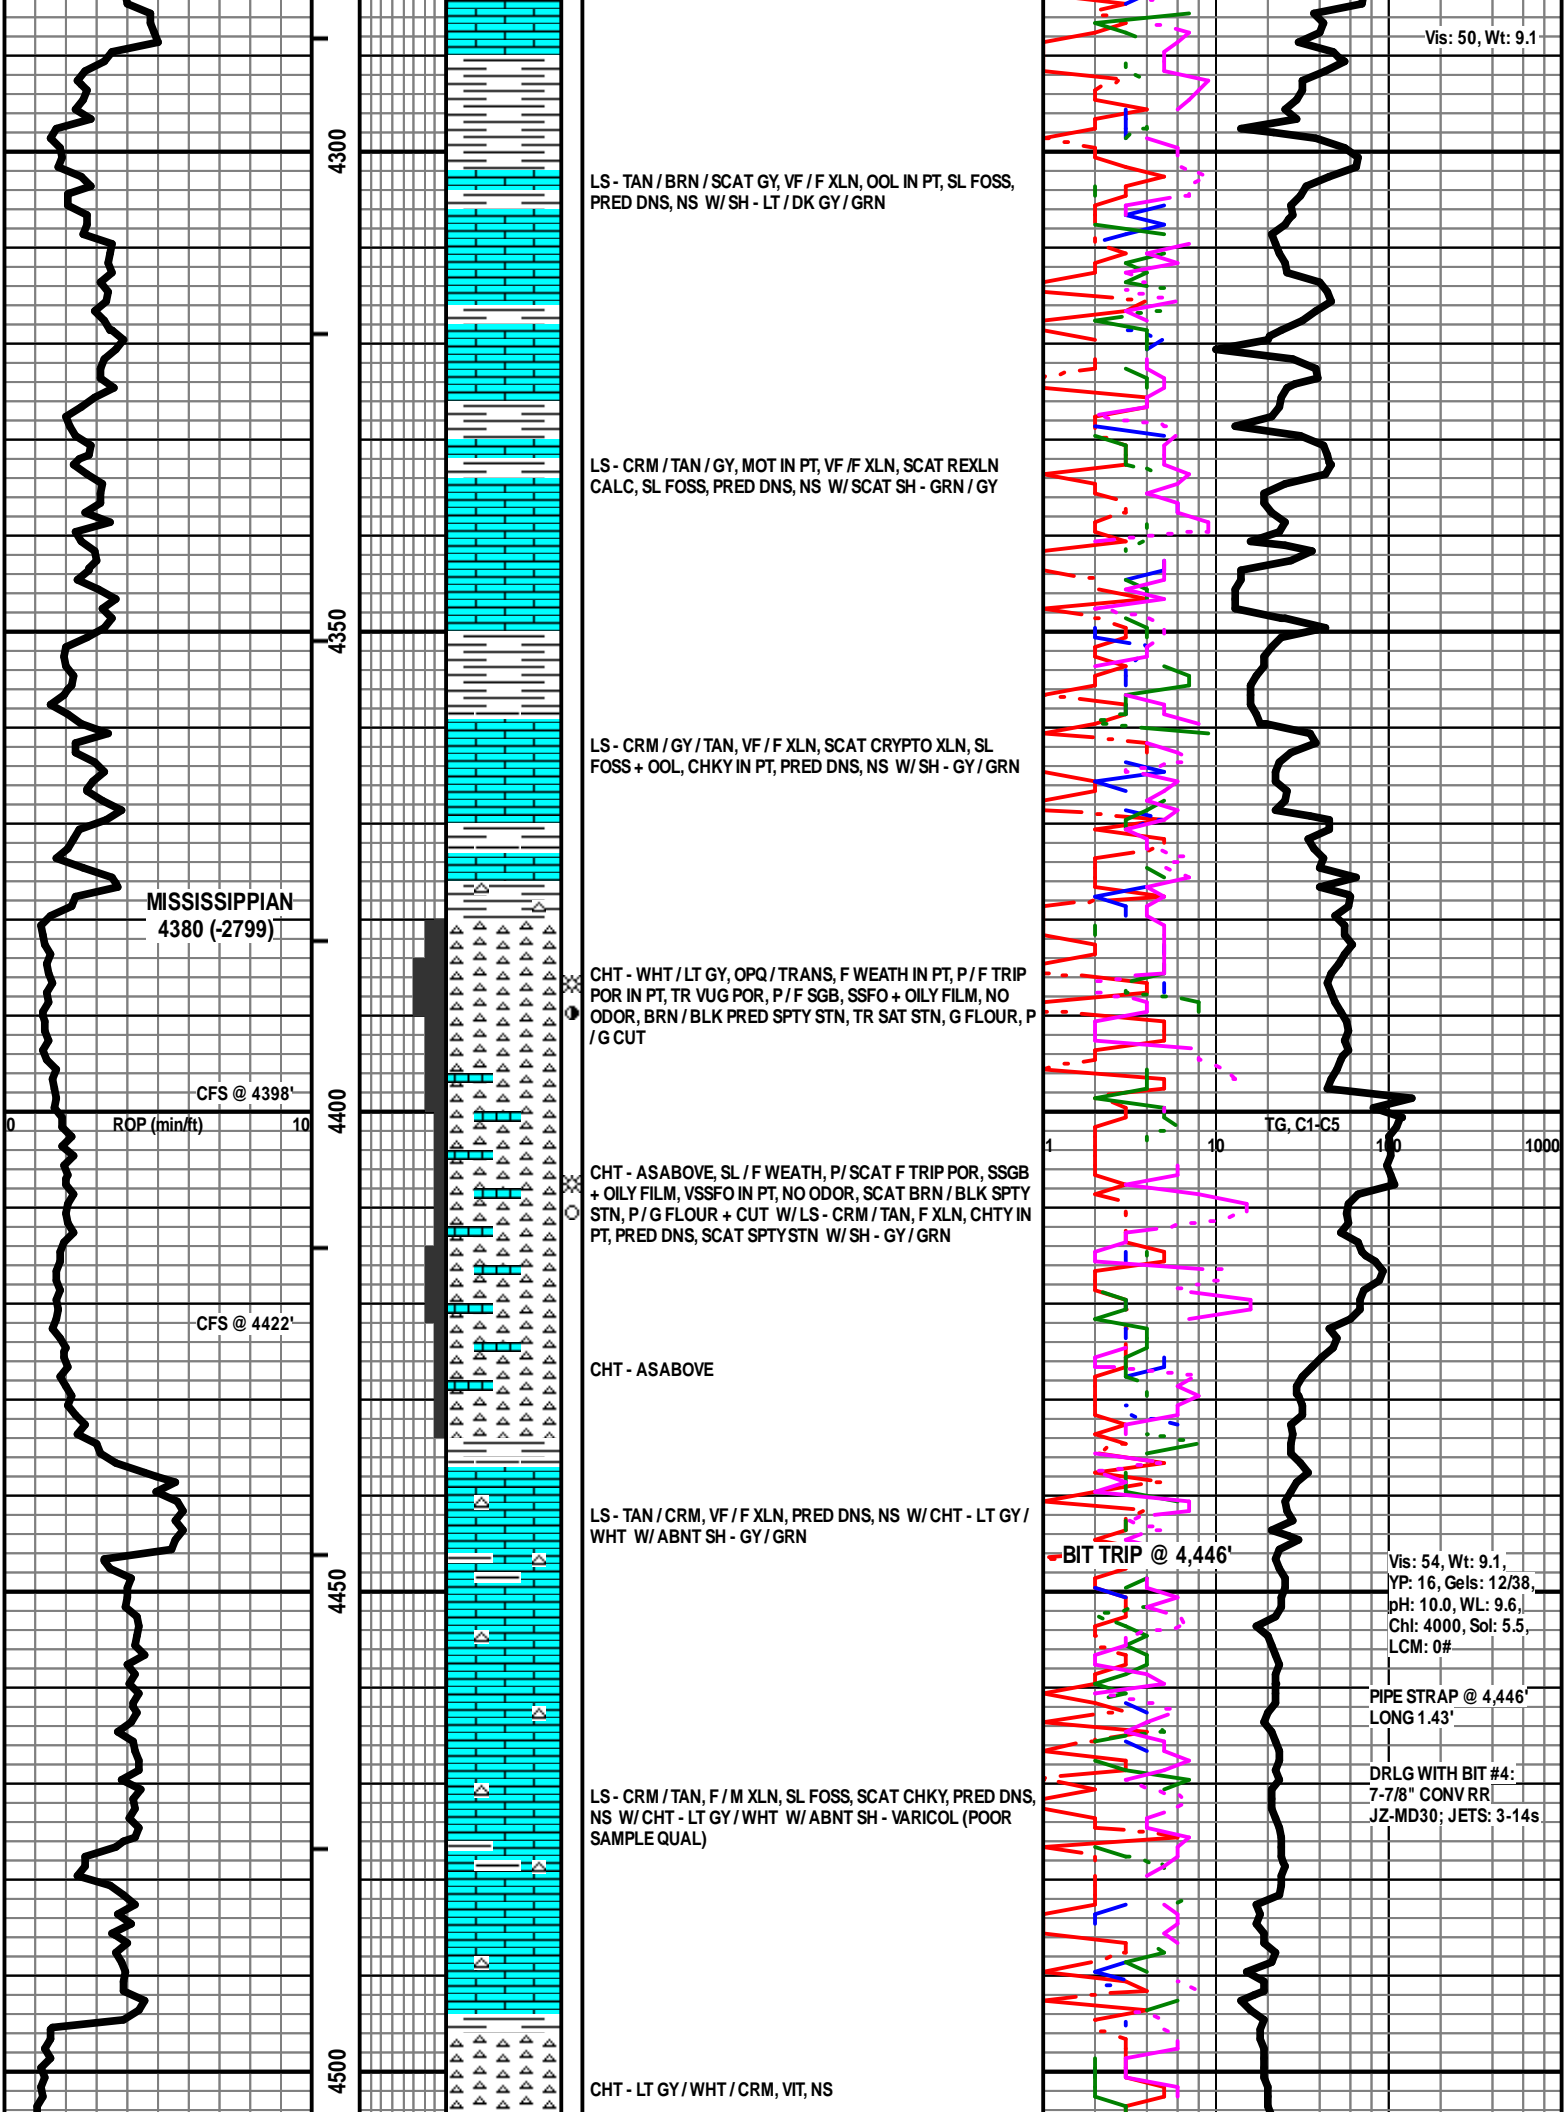 Vis: 50, Wt: 9.1
4300
LS - TAN / BRN / SCAT GY, VF / F XLN, OOL IN PT, SL FOSS,
PRED DNS, NS W/ SH - LT / DK GY / GRN
LS - CRM / TAN / GY, MOT IN PT, VF /F XLN, SCAT REXLN
CALC, SL FOSS, PRED DNS, NS W/ SCAT SH - GRN / GY
4350
LS - CRM / GY / TAN, VF / F XLN, SCAT CRYPTO XLN, SL
FOSS + OOL, CHKY IN PT, PRED DNS, NS W/ SH - GY / GRN
MISSISSIPPIAN
4380 (-2799)
CHT - WHT / LT GY, OPQ / TRANS, F WEATH IN PT, P / F TRIP
POR IN PT, TR VUG POR, P / F SGB, SSFO + OILY FILM, NO
ODOR, BRN / BLK PRED SPTY STN, TR SAT STN, G FLOUR, P
/ G CUT
CFS @ 4398'
4400
0 ROP (min/ft) 10
TG, C1-C5
1 10 100 1000
CHT - ASABOVE, SL / F WEATH, P/ SCAT F TRIP POR, SSGB
+ OILY FILM, VSSFO IN PT, NO ODOR, SCAT BRN / BLK SPTY
STN, P / G FLOUR + CUT W/ LS - CRM / TAN, F XLN, CHTY IN
PT, PRED DNS, SCAT SPTY STN W/ SH - GY / GRN
CFS @ 4422'
CHT - ASABOVE
LS - TAN / CRM, VF / F XLN, PRED DNS, NS W/ CHT - LT GY /
WHT W/ ABNT SH - GY / GRN
BIT TRIP @ 4,446'
4450
Vis: 54, Wt: 9.1,
YP: 16, Gels: 12/38,
pH: 10.0, WL: 9.6,
Chl: 4000, Sol: 5.5,
LCM: 0#
PIPE STRAP @ 4,446'
LONG 1.43'
DRLG WITH BIT #4:
7-7/8" CONV RR
JZ-MD30; JETS: 3-14s
LS - CRM / TAN, F / M XLN, SL FOSS, SCAT CHKY, PRED DNS,
NS W/ CHT - LT GY / WHT W/ ABNT SH - VARICOL (POOR
SAMPLE QUAL)
4500
CHT - LT GY / WHT / CRM, VIT, NS